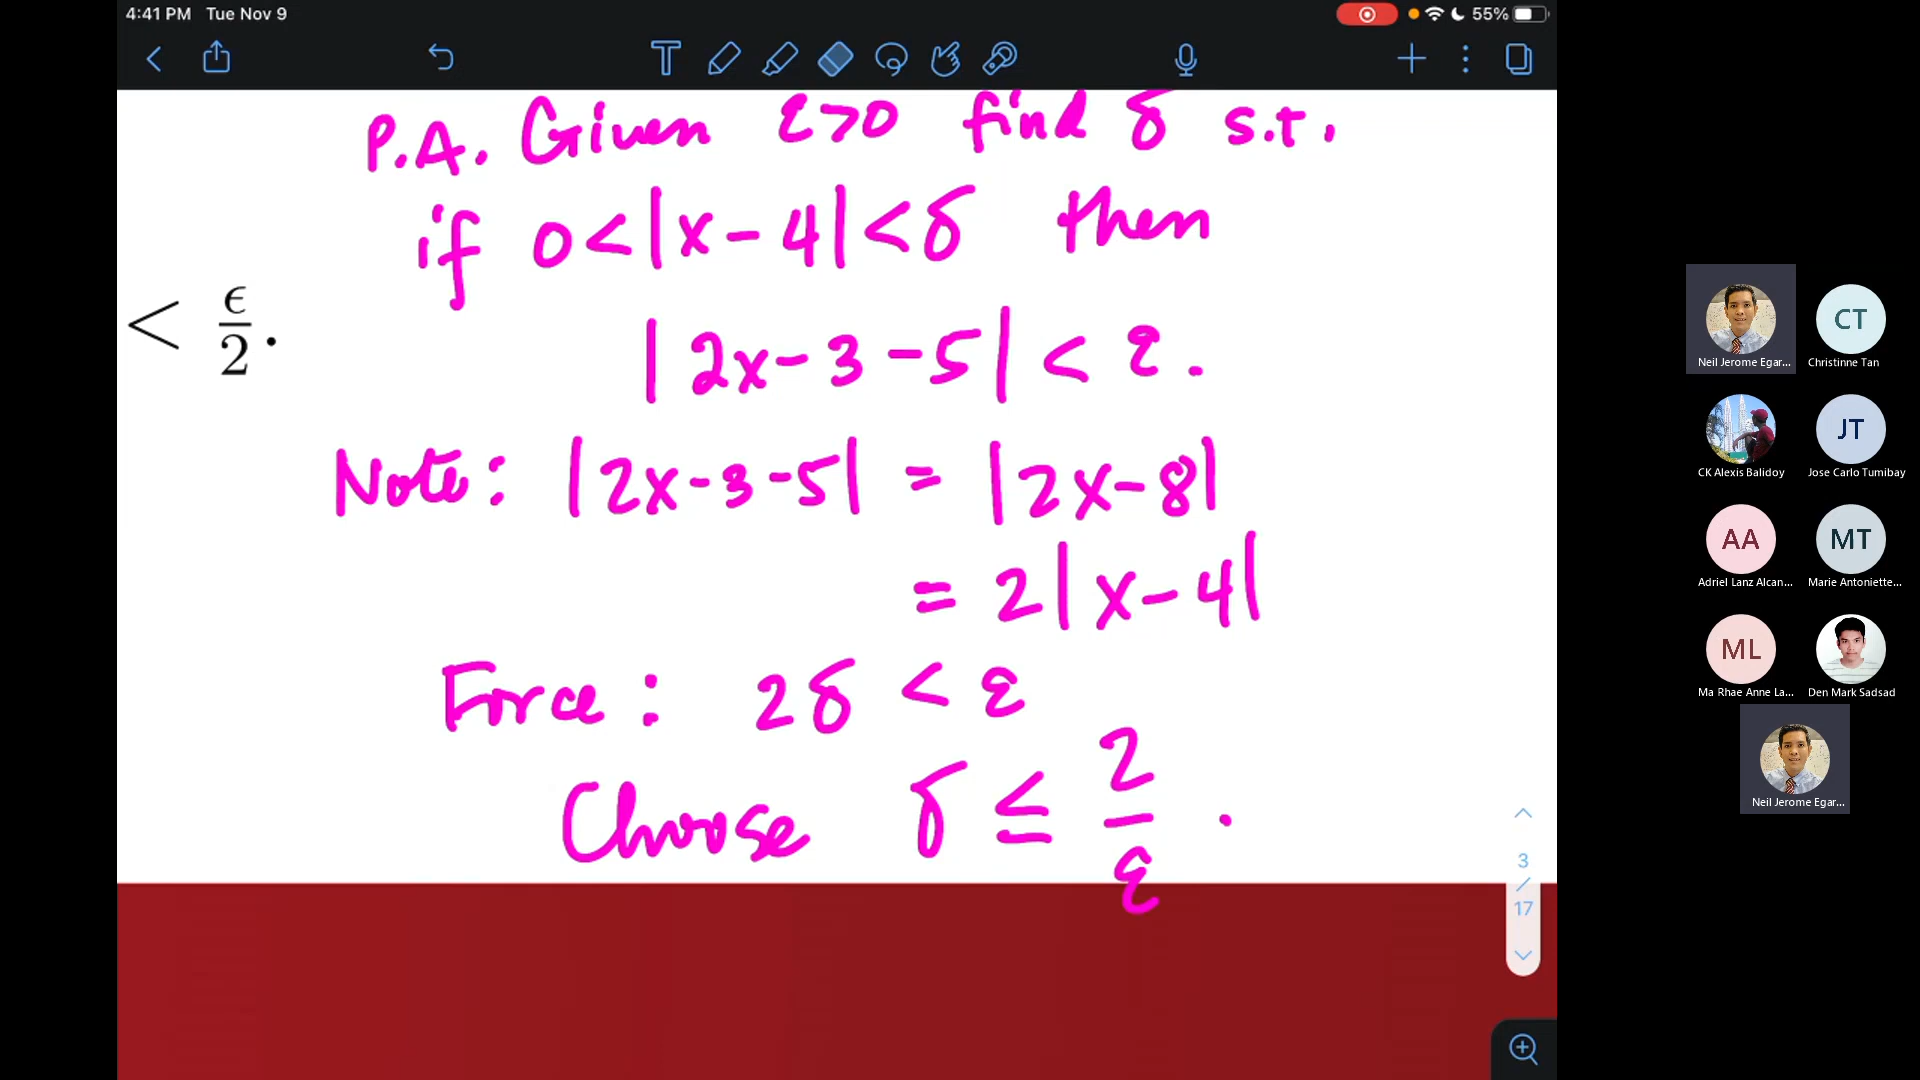 4:41 PM Tue Nov 9
55%
P.A. Given ε>0 find δ s.t.
if 0<|x-4|<δ then
< ϵ/2.
|2x-3-5| < ε.
Note: |2x-3-5| = |2x-8|
= 2|x-4|
Force: 2δ < ε
Choose δ ≤ 2/ε.
3
/
17
Neil Jerome Egar...
CT
Christinne Tan
CK Alexis Balidoy
JT
Jose Carlo Tumibay
AA
Adriel Lanz Alcan...
MT
Marie Antoniette...
ML
Ma Rhae Anne La...
Den Mark Sadsad
Neil Jerome Egar...